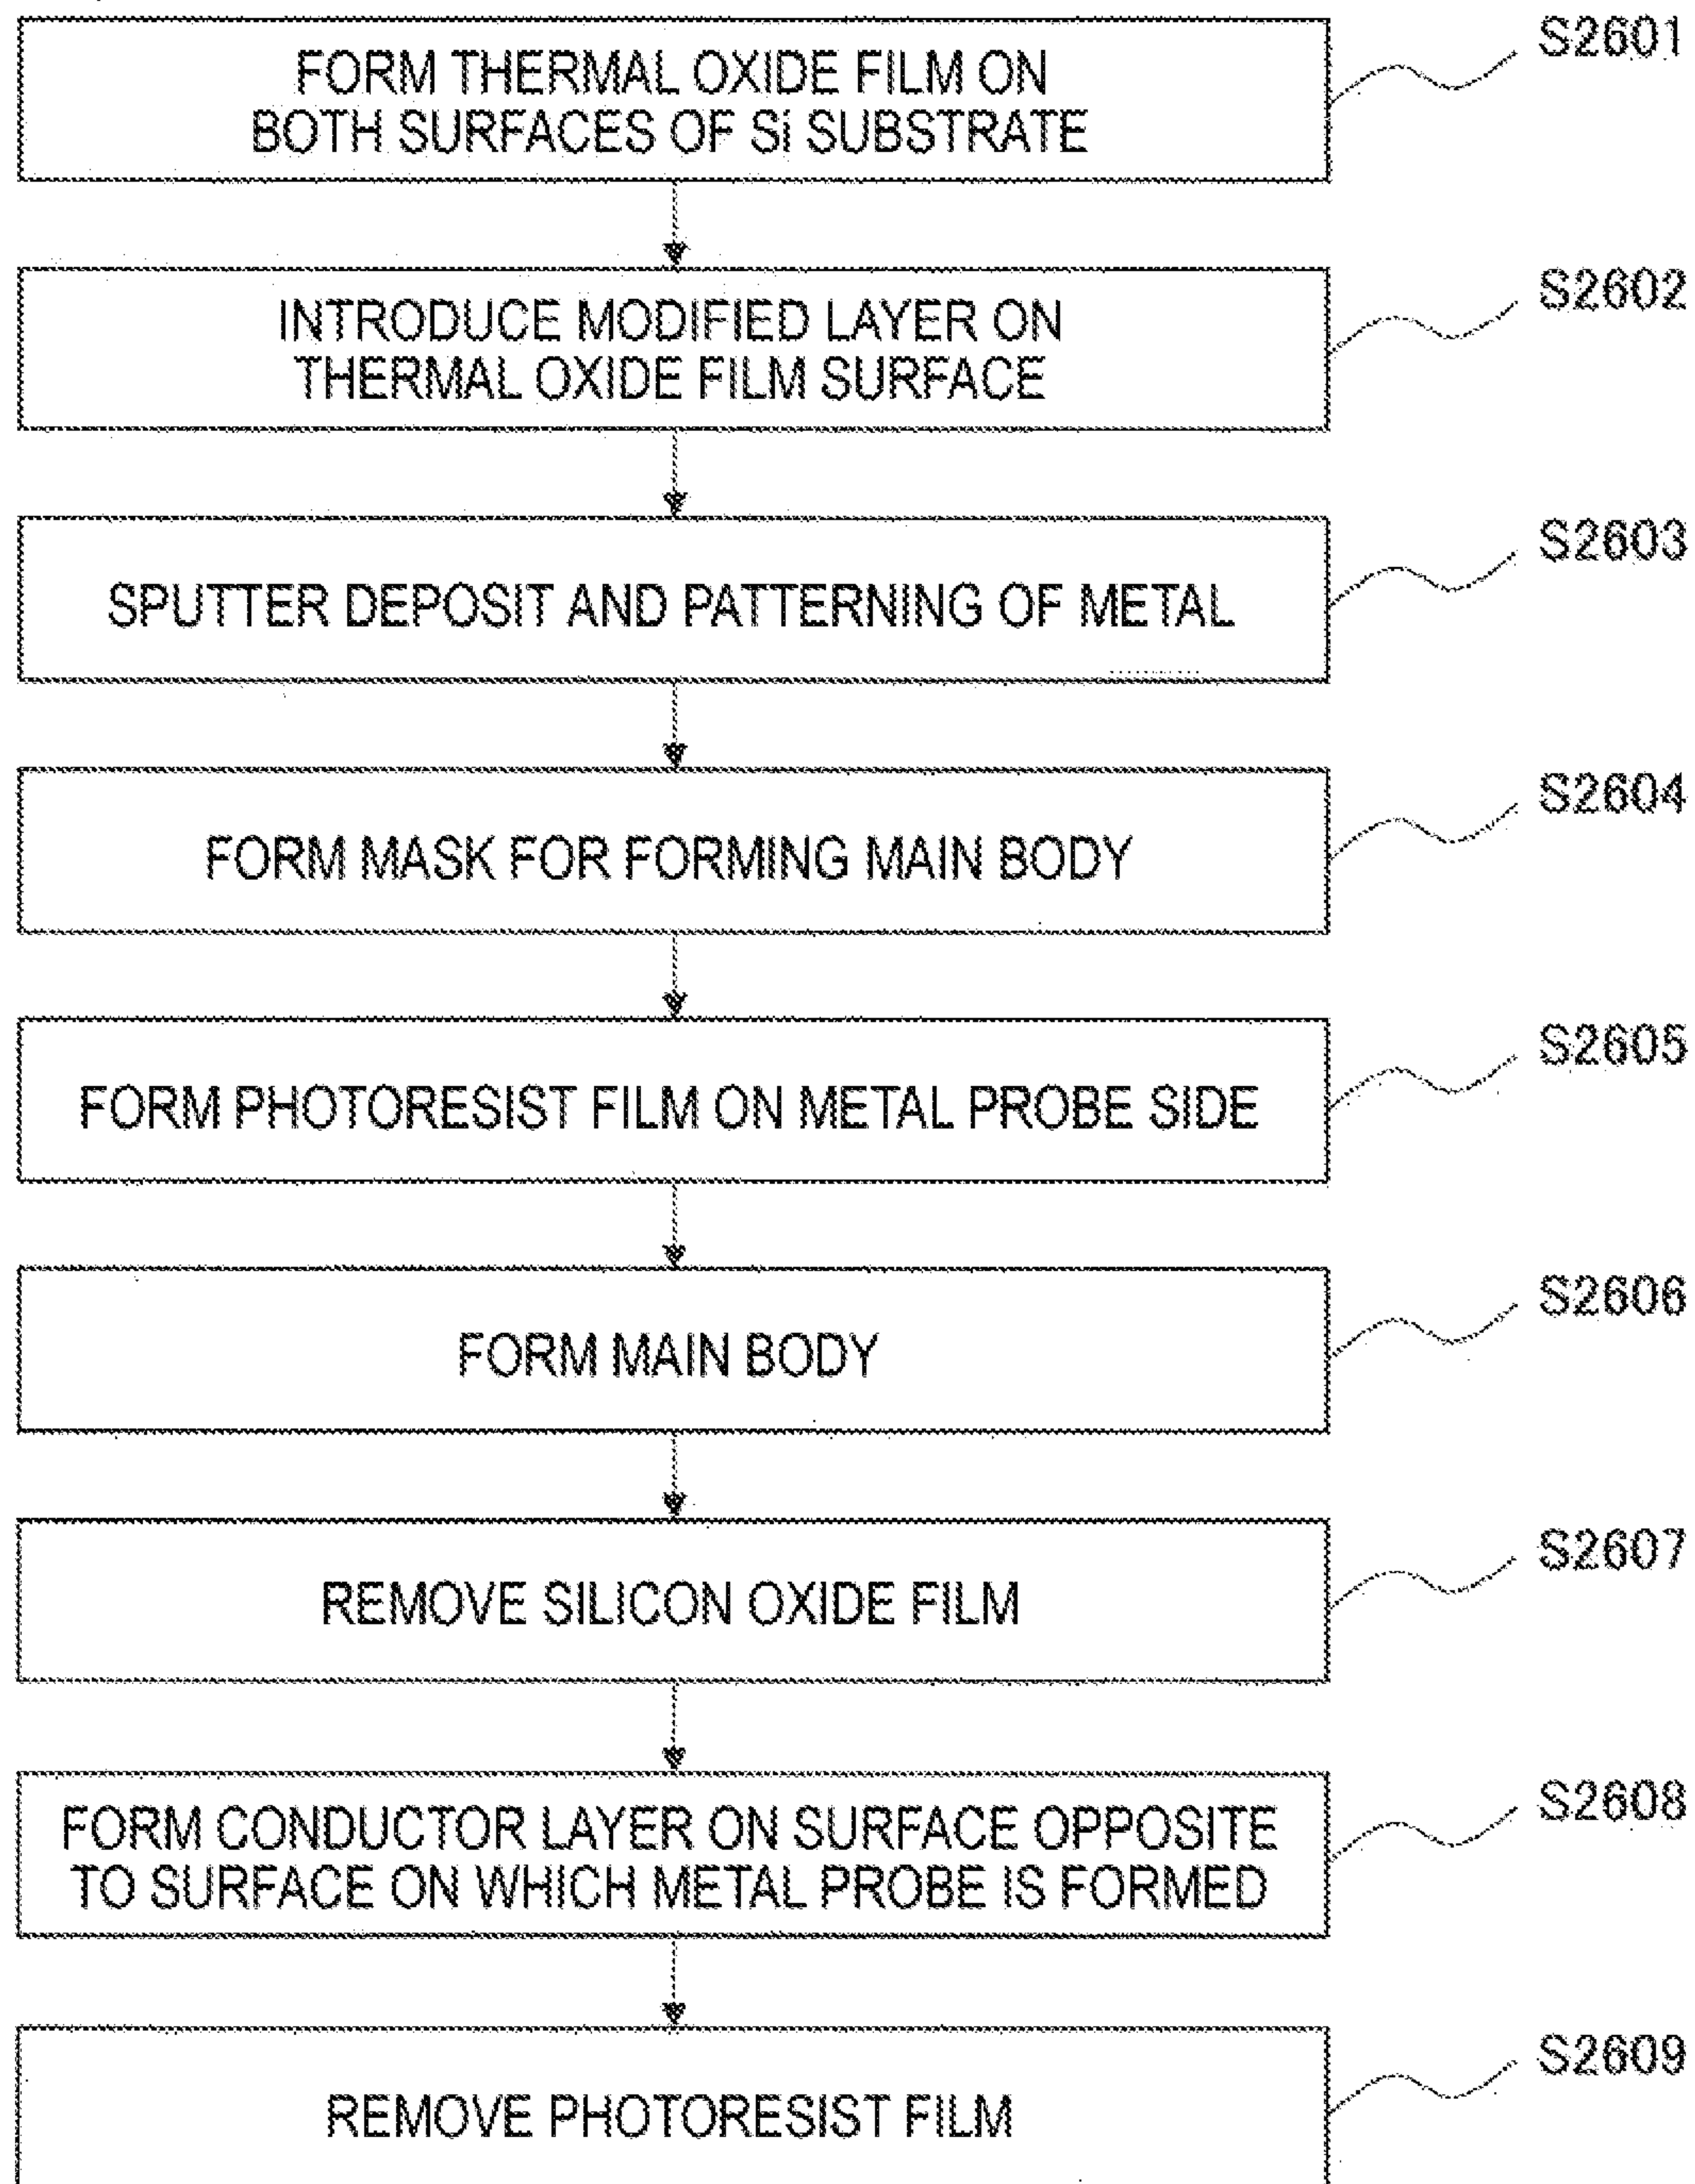 FORM THERMAL OXIDE FILM ON
BOTH SURFACES OF Si SUBSTRATE
S2601
INTRODUCE MODIFIED LAYER ON
THERMAL OXIDE FILM SURFACE
S2602
SPUTTER DEPOSIT AND PATTERNING OF METAL
S2603
FORM MASK FOR FORMING MAIN BODY
S2604
FORM PHOTORESIST FILM ON METAL PROBE SIDE
S2605
FORM MAIN BODY
S2606
REMOVE SILICON OXIDE FILM
S2607
FORM CONDUCTOR LAYER ON SURFACE OPPOSITE
TO SURFACE ON WHICH METAL PROBE IS FORMED
S2608
REMOVE PHOTORESIST FILM
S2609